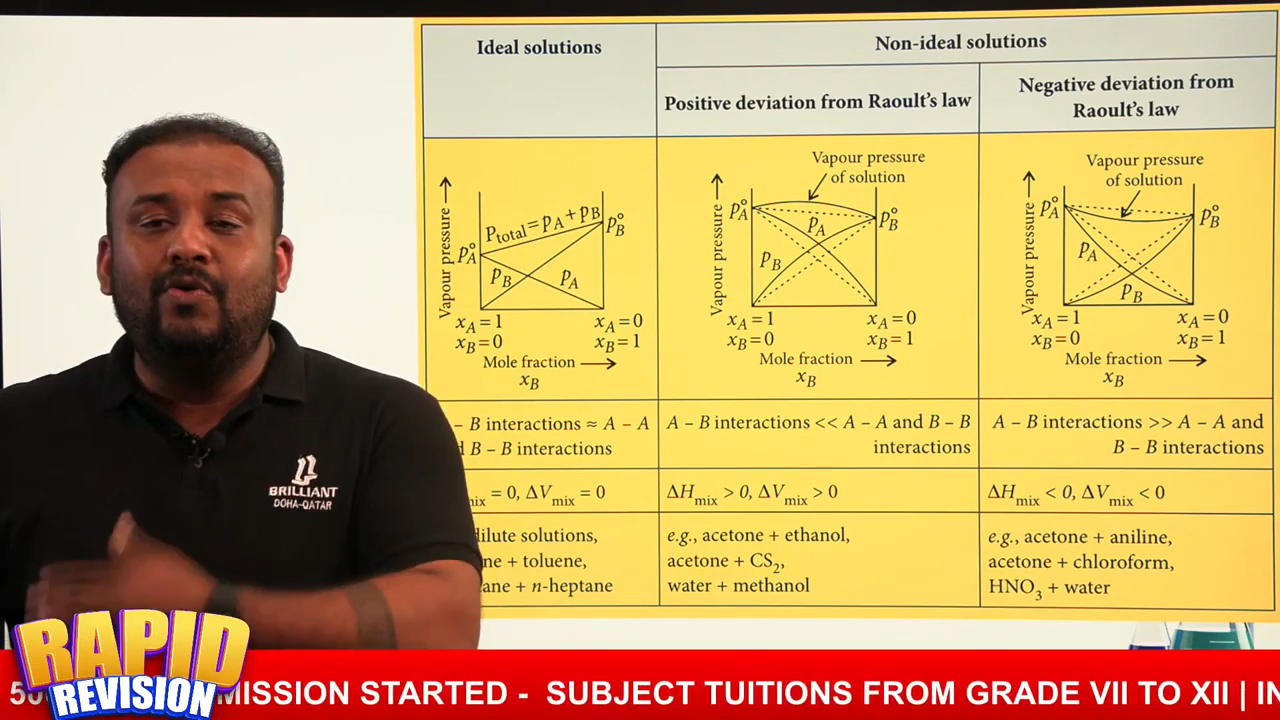 Ideal solutions
Non-ideal solutions
Positive deviation from Raoult's law
Negative deviation from
Raoult's law
Vapour pressure
p°A
Ptotal = pA + pB
p°B
pB
pA
xA = 1
xB = 0
xA = 0
xB = 1
Mole fraction
xB
Vapour pressure
of solution
Vapour pressure
p°A
pA
p°B
pB
xA = 1
xB = 0
xA = 0
xB = 1
Mole fraction
xB
Vapour pressure
of solution
Vapour pressure
p°A
pA
p°B
pB
xA = 1
xB = 0
xA = 0
xB = 1
Mole fraction
xB
– B interactions ≈ A – A
B – B interactions
A – B interactions << A – A and B – B
interactions
A – B interactions >> A – A and
B – B interactions
= 0, ΔVmix = 0
ΔHmix > 0, ΔVmix > 0
ΔHmix < 0, ΔVmix < 0
dilute solutions,
+ toluene,
+ n-heptane
e.g., acetone + ethanol,
acetone + CS2,
water + methanol
e.g., acetone + aniline,
acetone + chloroform,
HNO3 + water
BRILLIANT
DOHA-QATAR
RAPID
REVISION
MISSION STARTED - SUBJECT TUITIONS FROM GRADE VII TO XII |